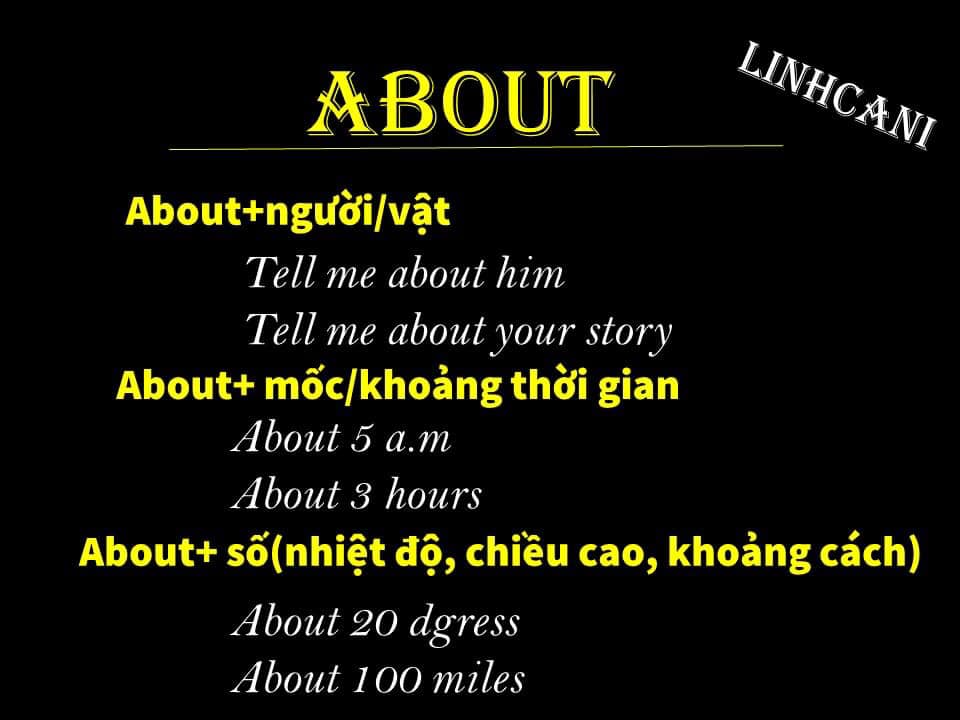 ABOUT
LINHCANI
About+người/vật
Tell me about him
Tell me about your story
About+ mốc/khoảng thời gian
About 5 a.m
About 3 hours
About+ số(nhiệt độ, chiều cao, khoảng cách)
About 20 dgress
About 100 miles